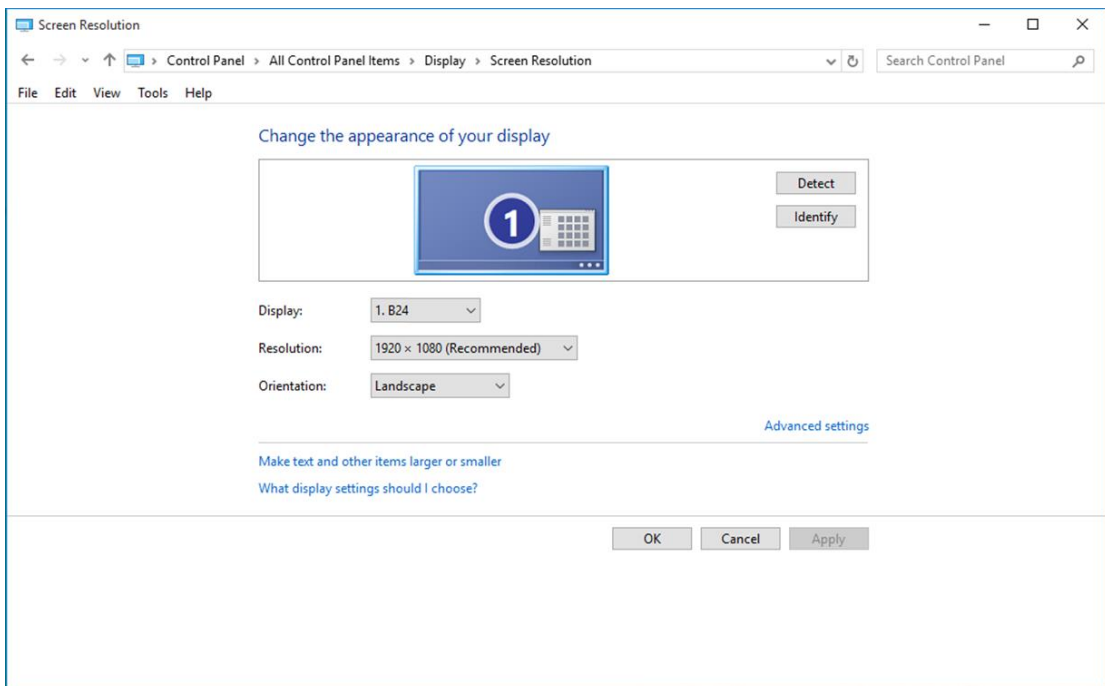 Screen Resolution
Control Panel > All Control Panel Items > Display > Screen Resolution
Search Control Panel
File Edit View Tools Help
Change the appearance of your display
1
Detect
Identify
Display: 1. B24
Resolution: 1920 × 1080 (Recommended)
Orientation: Landscape
Advanced settings
Make text and other items larger or smaller
What display settings should I choose?
OK Cancel Apply